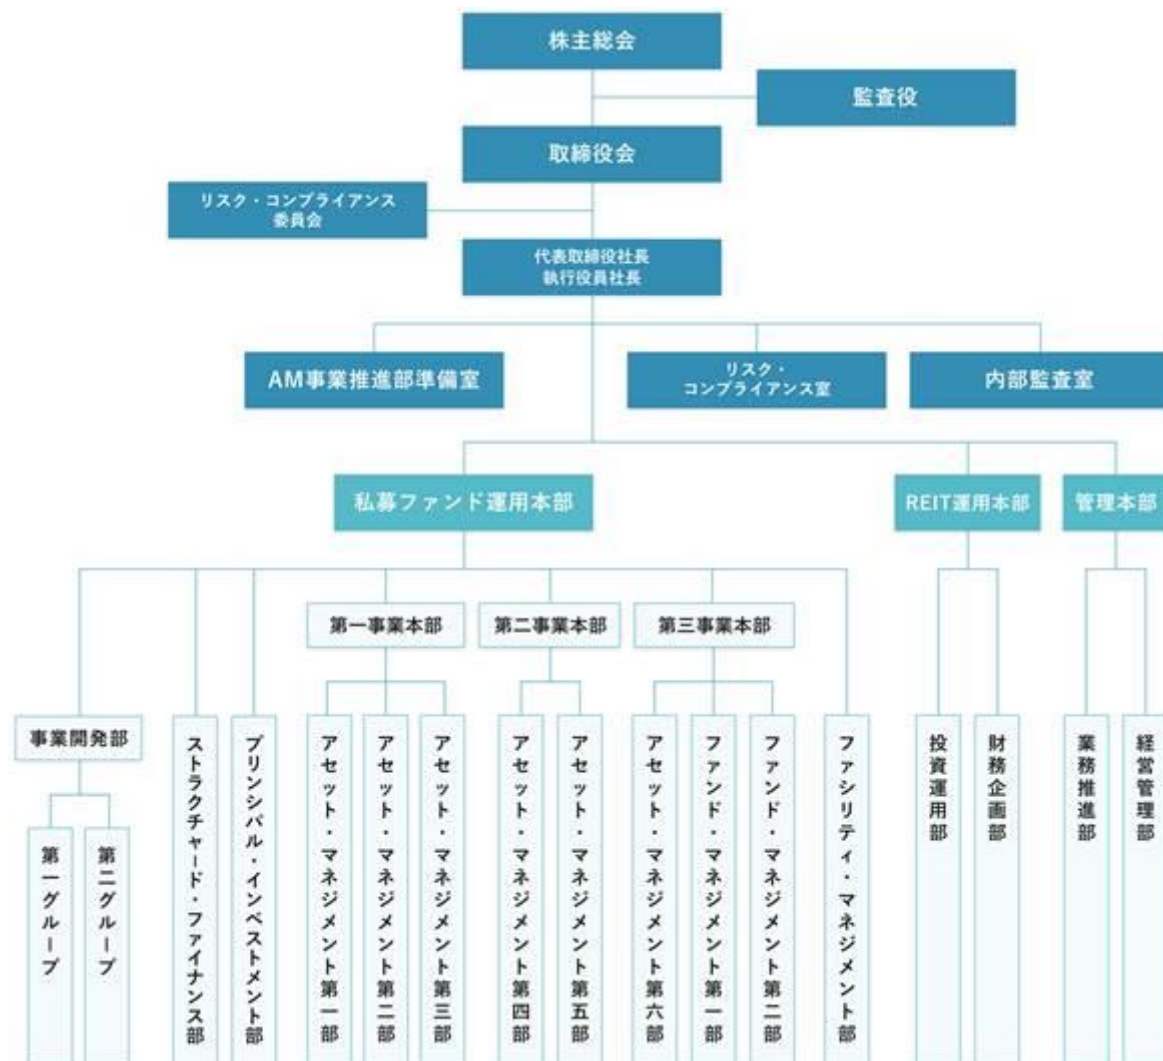 株主総会
監査役
取締役会
リスク・コンプライアンス
委員会
代表取締役社長
執行役員社長
AM事業推進部準備室
リスク・
コンプライアンス室
内部監査室
私募ファンド運用本部
REIT運用本部
管理本部
第一事業本部
第二事業本部
第三事業本部
事業開発部
第一グループ
第二グループ
ストラクチャード・ファイナンス部
プリンシパル・インベストメント部
アセット・マネジメント第一部
アセット・マネジメント第二部
アセット・マネジメント第三部
アセット・マネジメント第四部
アセット・マネジメント第五部
アセット・マネジメント第六部
ファンド・マネジメント第一部
ファンド・マネジメント第二部
ファシリティ・マネジメント部
投資運用部
財務企画部
業務推進部
経営管理部